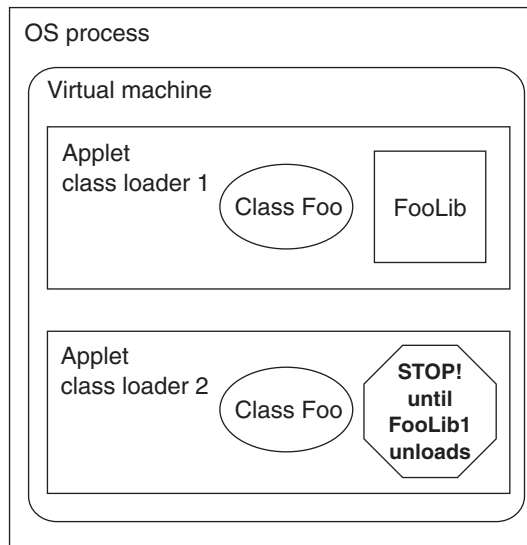 OS process
Virtual machine
Applet
class loader 1
Class Foo
FooLib
Applet
class loader 2
Class Foo
STOP!
until
FooLib1
unloads